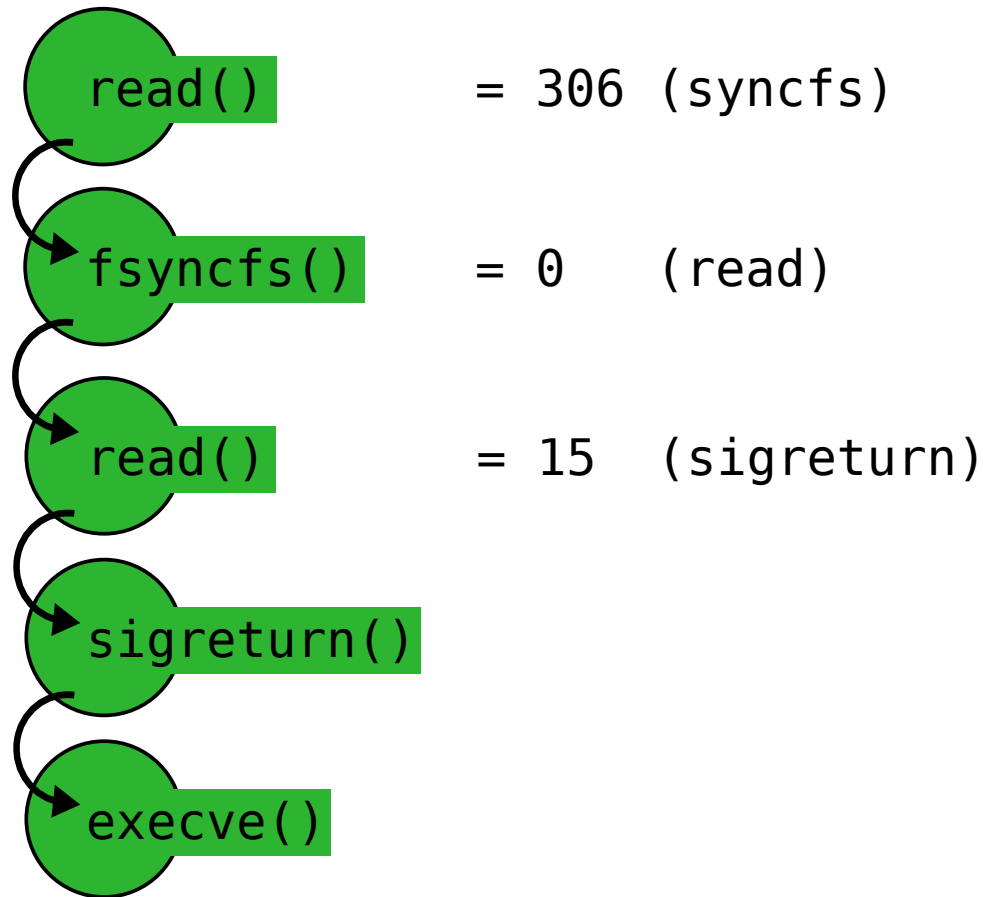 read() = 306 (syncfs)
fsyncfs() = 0 (read)
read() = 15 (sigreturn)
sigreturn()
execve()